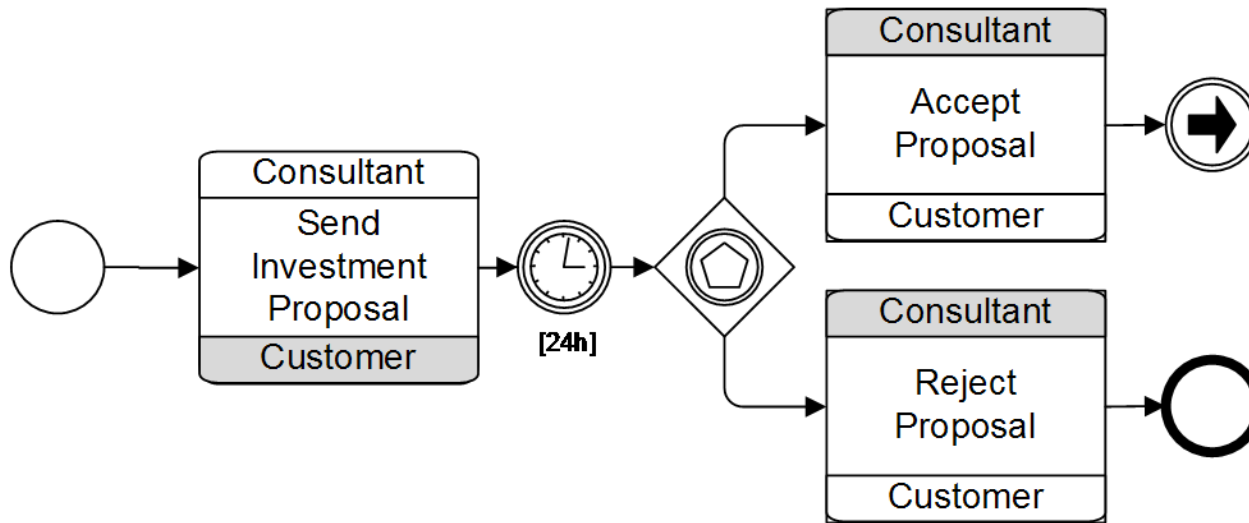 Consultant
Send
Investment
Proposal
Customer
[24h]
Consultant
Accept
Proposal
Customer
Consultant
Reject
Proposal
Customer